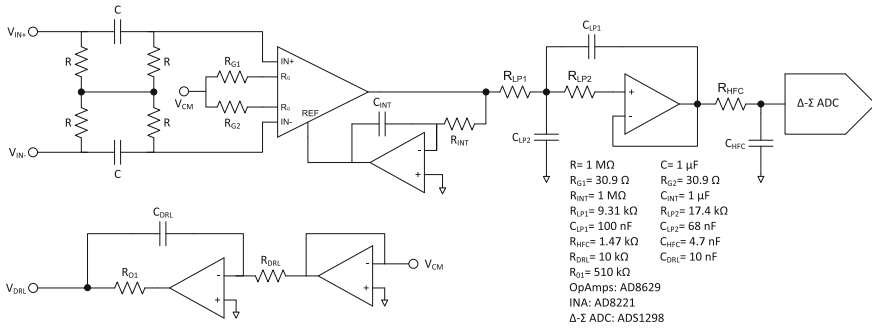 C
V_IN+
R
R
R
R
V_IN-
C
V_CM
R_G1
R_G2
IN+
R_G
R_G
IN-
REF
C_INT
R_INT
-
+
R_LP1
C_LP1
R_LP2
C_LP2
+
-
R_HFC
C_HFC
Δ-Σ ADC
C_DRL
V_DRL
R_O1
-
+
R_DRL
-
+
V_CM
R= 1 MΩ C= 1 µF
R_G1= 30.9 Ω R_G2= 30.9 Ω
R_INT= 1 MΩ C_INT= 1 µF
R_LP1= 9.31 kΩ R_LP2= 17.4 kΩ
C_LP1= 100 nF C_LP2= 68 nF
R_HFC= 1.47 kΩ C_HFC= 4.7 nF
R_DRL= 10 kΩ C_DRL= 10 nF
R_01= 510 kΩ
OpAmps: AD8629
INA: AD8221
Δ-Σ ADC: ADS1298